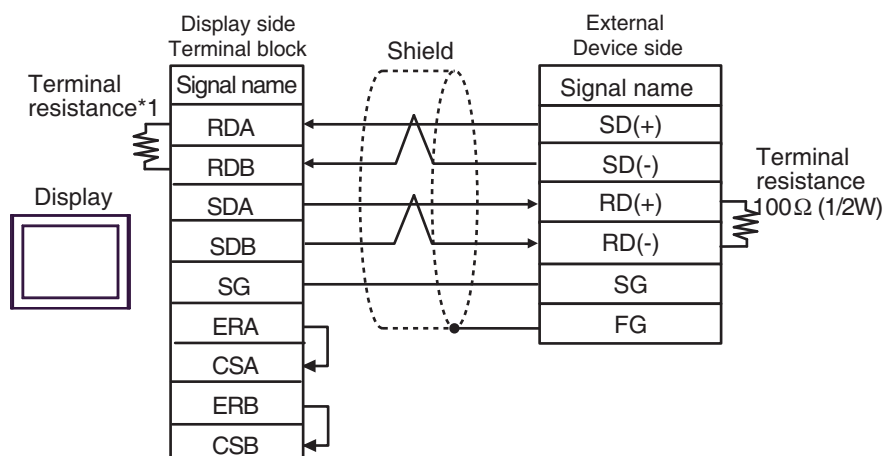 Display side
Terminal block
Shield
External
Device side
Terminal
resistance*1
Signal name
Signal name
RDA
SD(+)
RDB
SD(-)
Terminal
resistance
100Ω (1/2W)
Display
SDA
RD(+)
SDB
RD(-)
SG
SG
ERA
FG
CSA
ERB
CSB